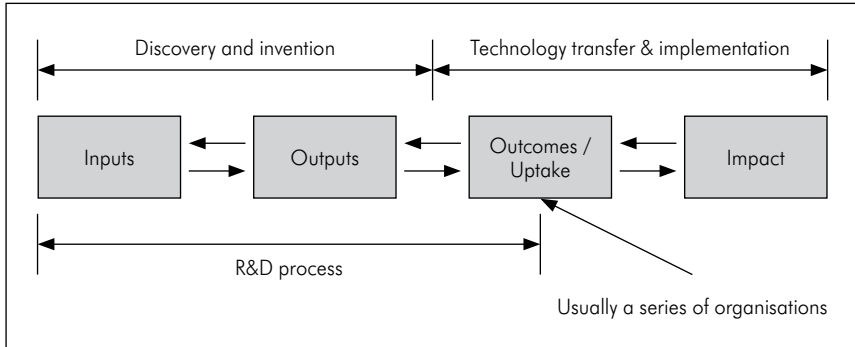 Discovery and invention
Technology transfer & implementation
Inputs
Outputs
Outcomes /
Uptake
Impact
R&D process
Usually a series of organisations